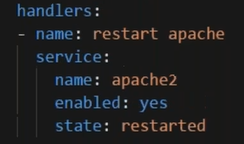 handlers:
- name: restart apache
service:
name: apache2
enabled: yes
state: restarted